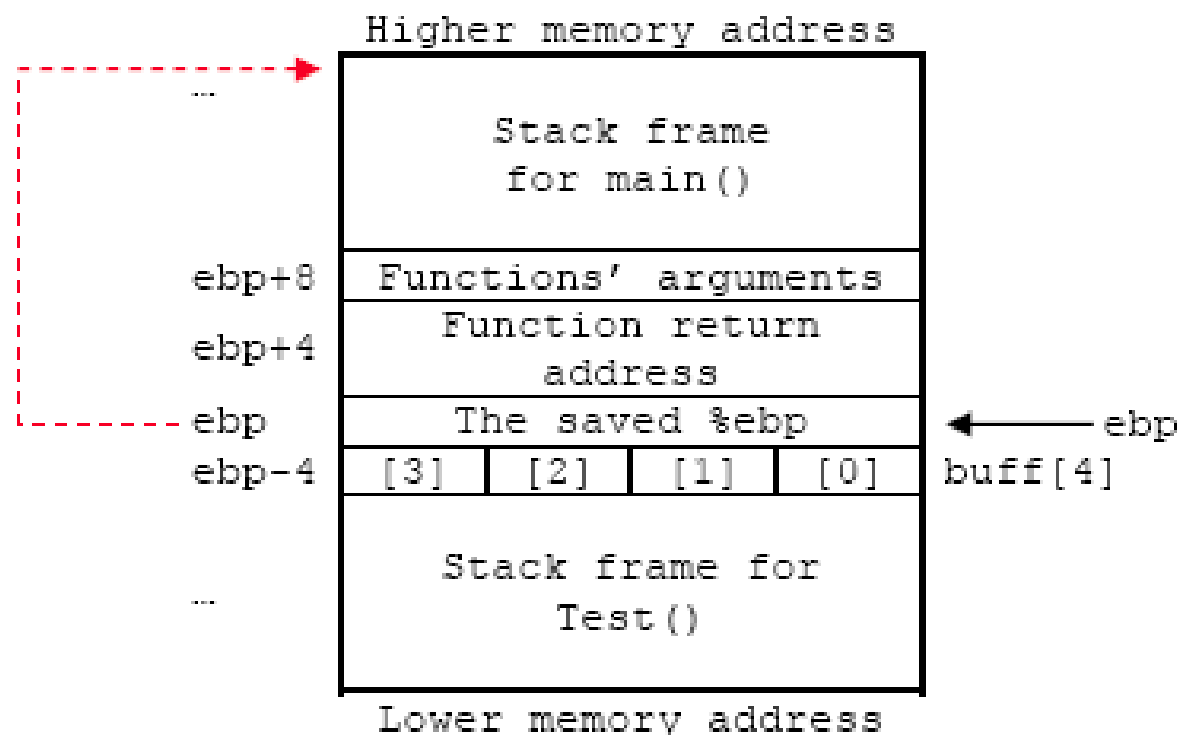 Higher memory address
...
Stack frame
for main()
ebp+8 Functions' arguments
ebp+4 Function return
address
ebp The saved %ebp ebp
ebp-4 [3] [2] [1] [0] buff[4]
Stack frame for
...
Test()
Lower memory address